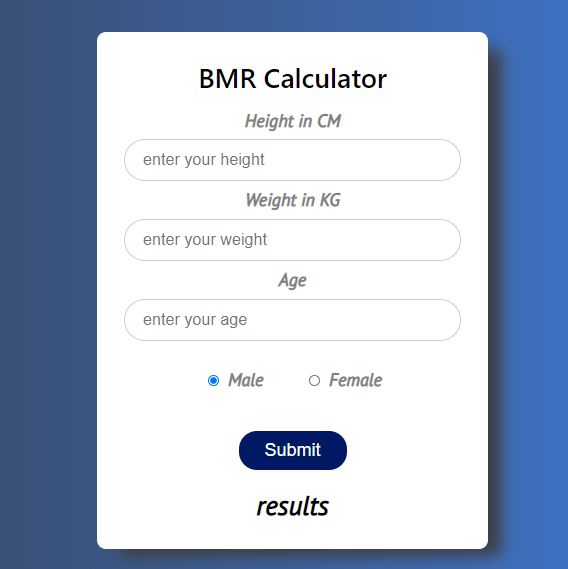 BMR Calculator
Height in CM
enter your height
Weight in KG
enter your weight
Age
enter your age
Male Female
Submit
results